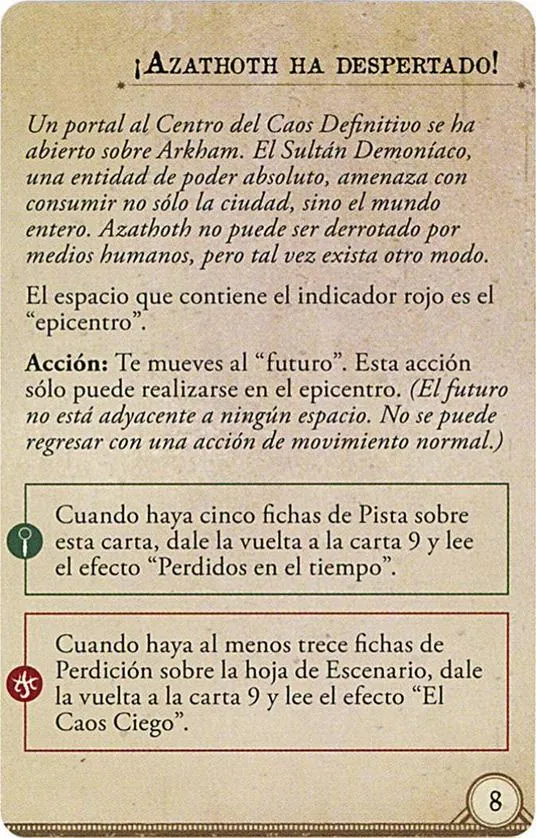 ¡Azathoth ha despertado!
Un portal al Centro del Caos Definitivo se ha
abierto sobre Arkham. El Sultán Demoníaco,
una entidad de poder absoluto, amenaza con
consumir no sólo la ciudad, sino el mundo
entero. Azathoth no puede ser derrotado por
medios humanos, pero tal vez exista otro modo.
El espacio que contiene el indicador rojo es el
“epicentro”.
Acción: Te mueves al “futuro”. Esta acción
sólo puede realizarse en el epicentro. (El futuro
no está adyacente a ningún espacio. No se puede
regresar con una acción de movimiento normal.)
Cuando haya cinco fichas de Pista sobre
esta carta, dale la vuelta a la carta 9 y lee
el efecto “Perdidos en el tiempo”.
Cuando haya al menos trece fichas de
Perdición sobre la hoja de Escenario, dale
la vuelta a la carta 9 y lee el efecto “El
Caos Ciego”.
8